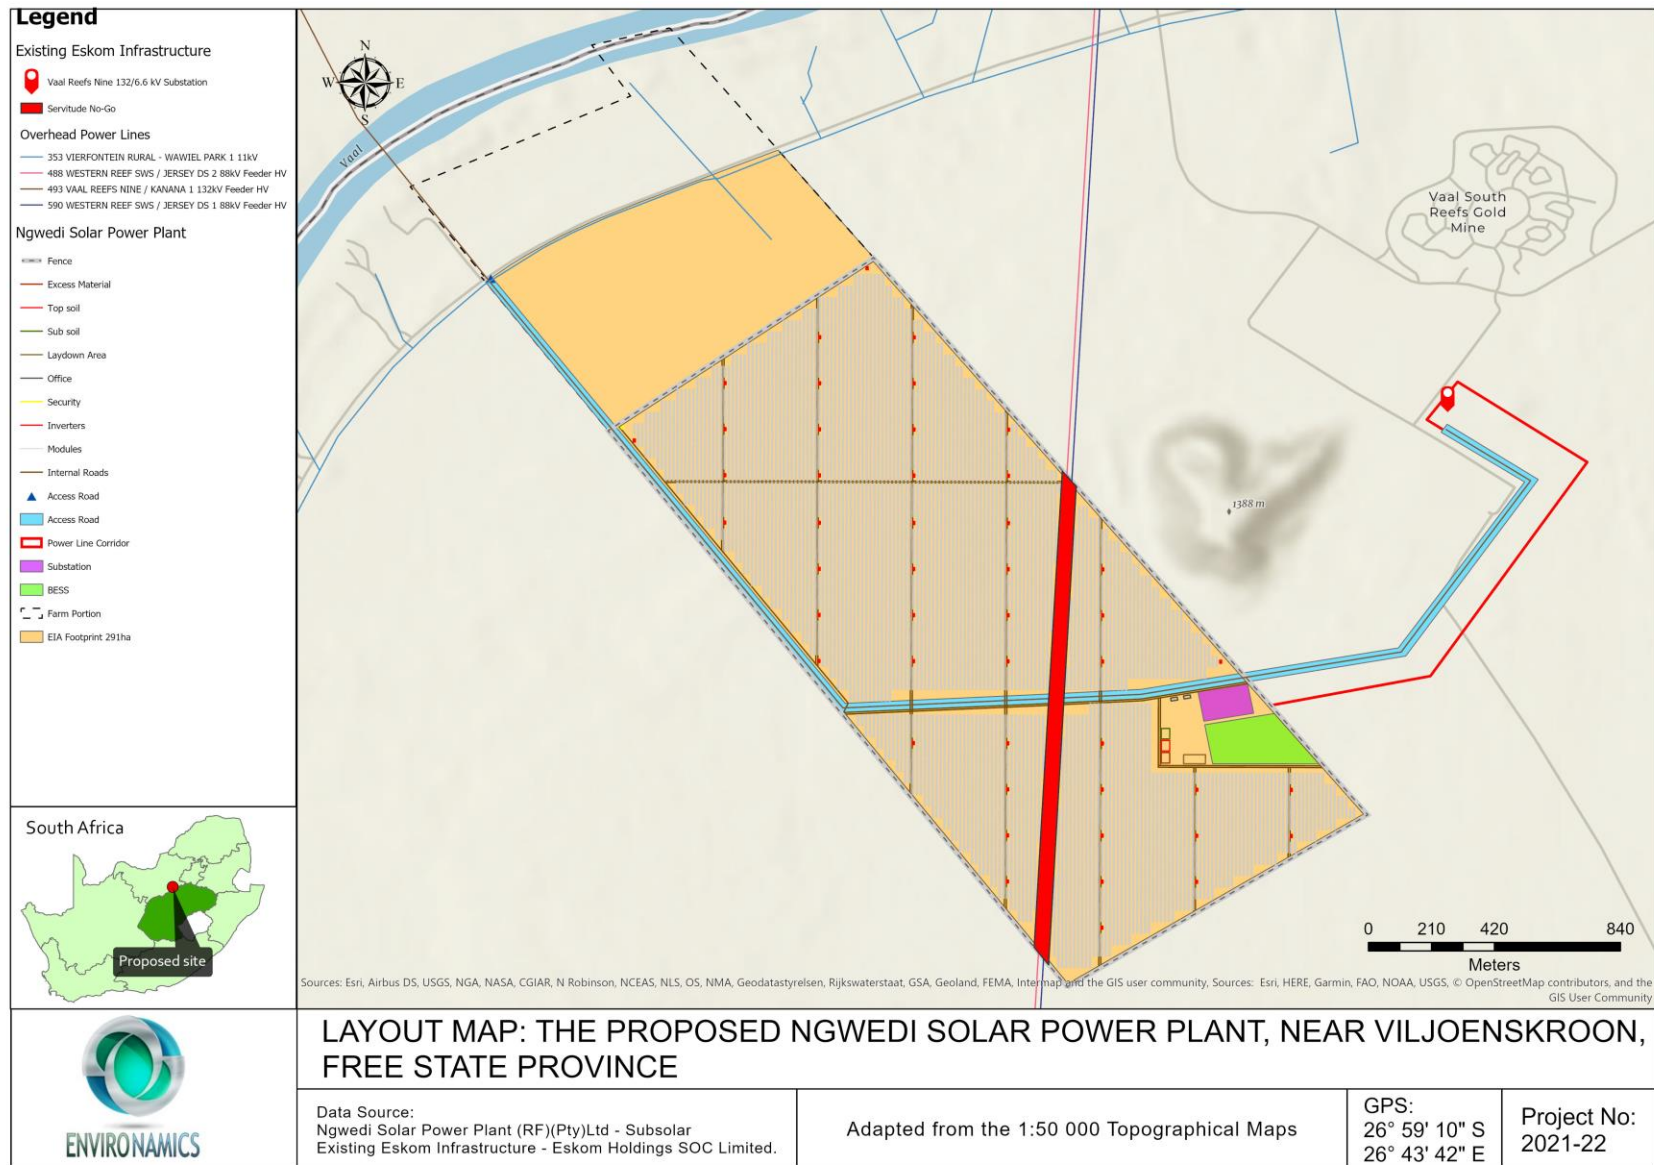 Legend
Existing Eskom Infrastructure
Vaal Reefs Nine 132/6.6 kV Substation
Servitude No-Go
Overhead Power Lines
353 VIERFONTEIN RURAL - WAWIEL PARK 1 11kV
488 WESTERN REEF SWS / JERSEY DS 2 88kV Feeder HV
493 VAAL REEFS NINE / KANANA 1 132kV Feeder HV
590 WESTERN REEF SWS / JERSEY DS 1 88kV Feeder HV
Ngwedi Solar Power Plant
Fence
Excess Material
Top soil
Sub soil
Laydown Area
Office
Security
Inverters
Modules
Internal Roads
Access Road
Access Road
Power Line Corridor
Substation
BESS
Farm Portion
EIA Footprint 291ha
N
W E
S
Vaal
Vaal South
Reefs Gold
Mine
1388 m
0 210 420 840
Meters
Sources: Esri, Airbus DS, USGS, NGA, NASA, CGIAR, N Robinson, NCEAS, NLS, OS, NMA, Geodatastyrelsen, Rijkswaterstaat, GSA, Geoland, FEMA, Intermap and the GIS user community, Sources: Esri, HERE, Garmin, FAO, NOAA, USGS, © OpenStreetMap contributors, and the
GIS User Community
South Africa
Proposed site
ENVIRONAMICS
LAYOUT MAP: THE PROPOSED NGWEDI SOLAR POWER PLANT, NEAR VILJOENSKROON,
FREE STATE PROVINCE
Data Source:
Ngwedi Solar Power Plant (RF)(Pty)Ltd - Subsolar
Existing Eskom Infrastructure - Eskom Holdings SOC Limited.
Adapted from the 1:50 000 Topographical Maps
GPS:
26° 59' 10" S
26° 43' 42" E
Project No:
2021-22